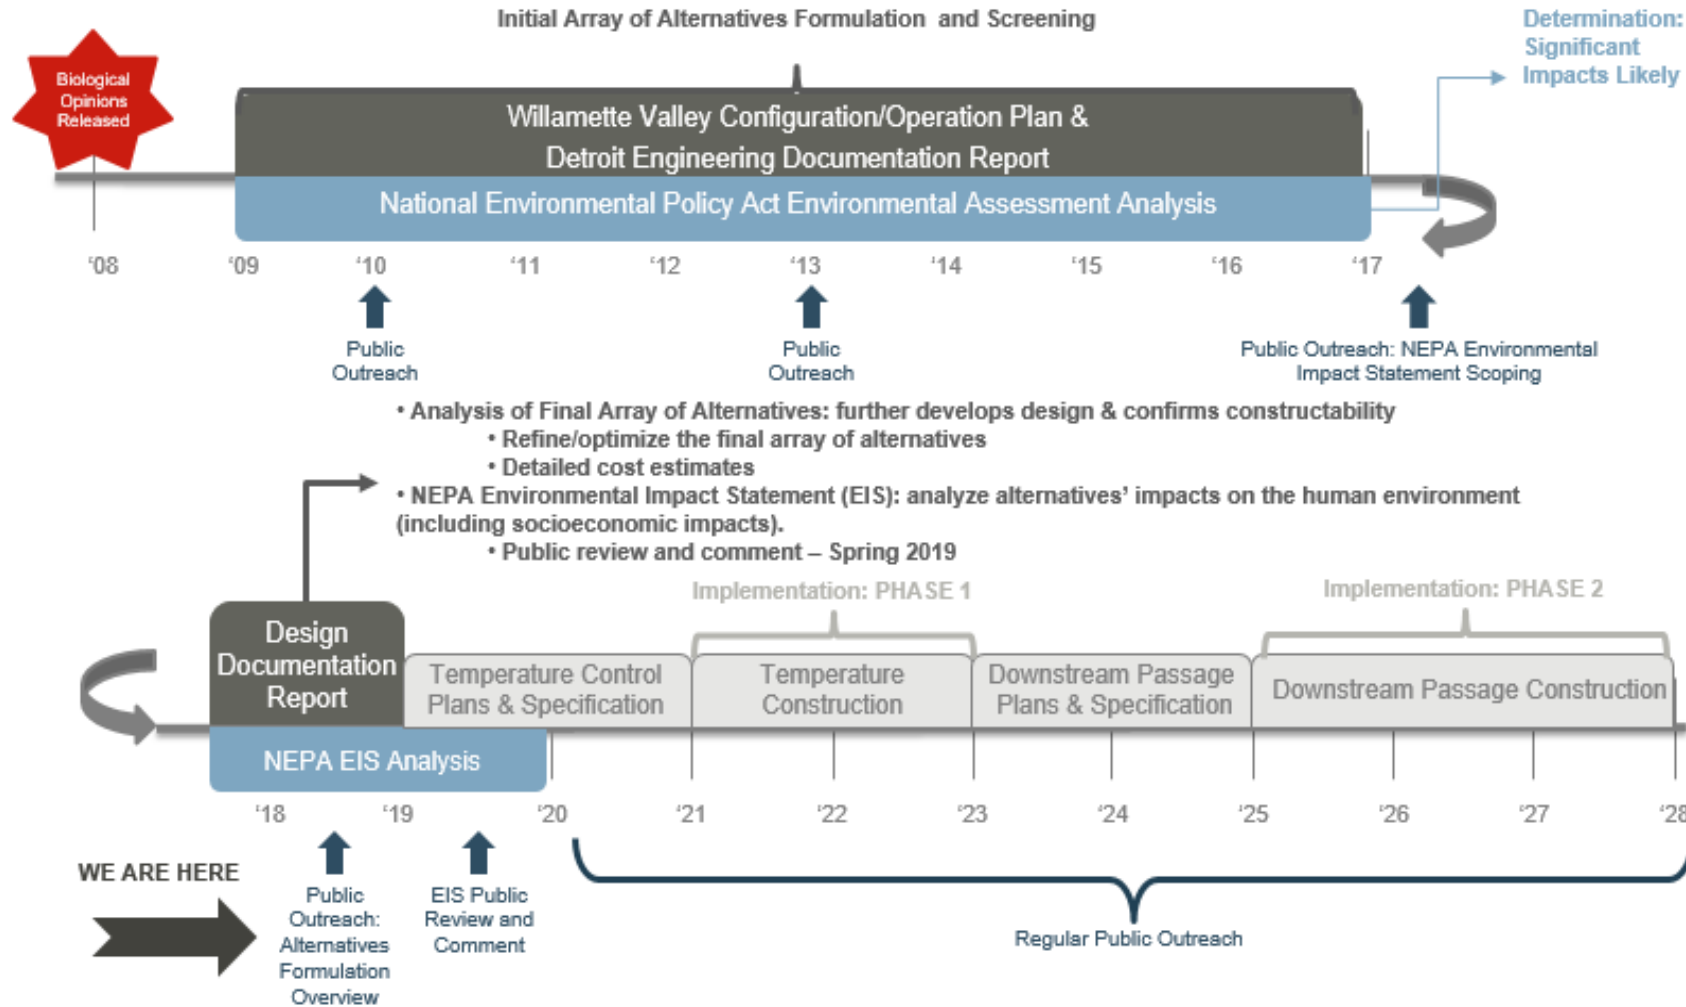 Initial Array of Alternatives Formulation and Screening
Determination:
Significant
Impacts Likely
Biological
Opinions
Released
Willamette Valley Configuration/Operation Plan &
Detroit Engineering Documentation Report
National Environmental Policy Act Environmental Assessment Analysis
‘08 ‘09 ‘10 ‘11 ‘12 ‘13 ‘14 ‘15 ‘16 ‘17
Public
Outreach
Public
Outreach
Public Outreach: NEPA Environmental
Impact Statement Scoping
• Analysis of Final Array of Alternatives: further develops design & confirms constructability
• Refine/optimize the final array of alternatives
• Detailed cost estimates
• NEPA Environmental Impact Statement (EIS): analyze alternatives’ impacts on the human environment
(including socioeconomic impacts).
• Public review and comment – Spring 2019
Implementation: PHASE 1
Implementation: PHASE 2
Design
Documentation
Report
Temperature Control
Plans & Specification
Temperature
Construction
Downstream Passage
Plans & Specification
Downstream Passage Construction
NEPA EIS Analysis
‘18 ‘19 ‘20 ‘21 ‘22 ‘23 ‘24 ‘25 ‘26 ‘27 ‘28
WE ARE HERE
Public
Outreach:
Alternatives
Formulation
Overview
EIS Public
Review and
Comment
Regular Public Outreach